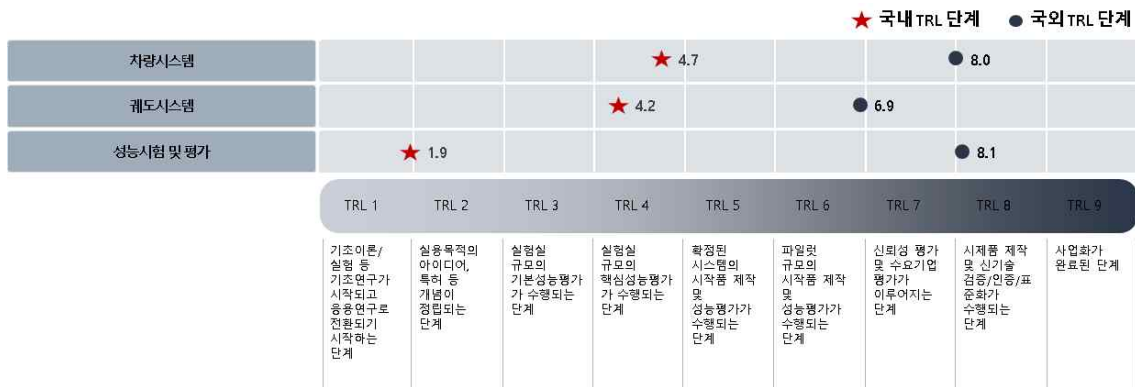 국내 TRL 단계 국외 TRL 단계
차량시스템 4.7 8.0
궤도시스템 4.2 6.9
성능시험 및 평가 1.9 8.1
TRL 1 TRL 2 TRL 3 TRL 4 TRL 5 TRL 6 TRL 7 TRL 8 TRL 9
기초이론/
실험 등
기초연구가
시작되고
응용연구로
전환되기
시작하는
단계
실용목적의
아이디어,
특허 등
개념이
정립되는
단계
실험실
규모의
기본성능평가
가 수행되는
단계
실험실
규모의
핵심성능평가
가 수행되는
단계
확정된
시스템의
시작품 제작
및
성능평가가
수행되는
단계
파일럿
규모의
시작품 제작
및
성능평가가
수행되는
단계
신뢰성 평가
및 수요기업
평가가
이루어지는
단계
시제품 제작
및 신기술
검증/인증/표
준화가
수행되는
단계
사업화가
완료된 단계